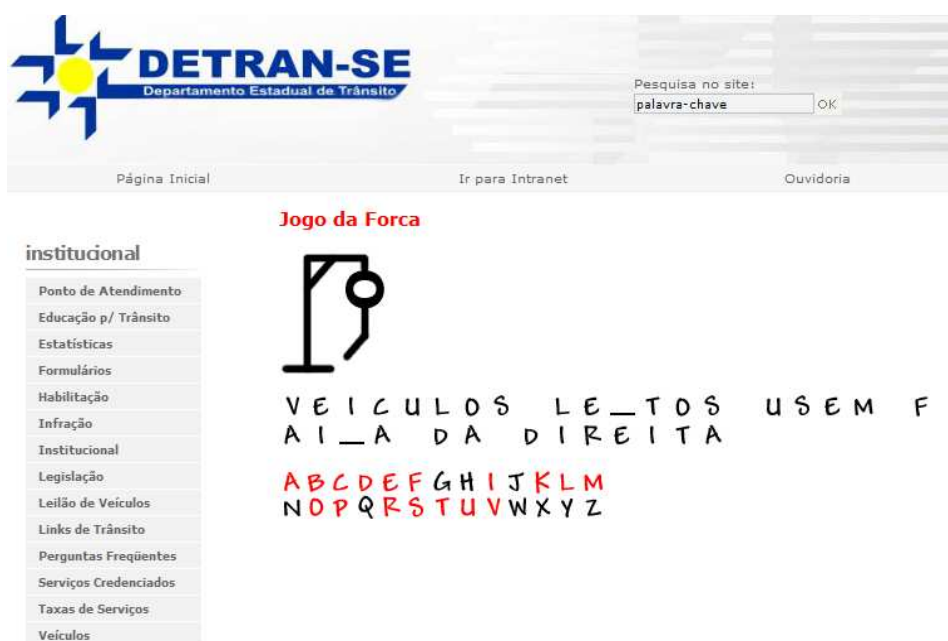 DETRAN-SE
Departamento Estadual de Trânsito
Pesquisa no site:
palavra-chave OK
Página Inicial Ir para Intranet Ouvidoria
Jogo da Forca
institucional
Ponto de Atendimento
Educação p/ Trânsito
Estatísticas
Formulários
Habilitação
Infração
Institucional
Legislação
Leilão de Veículos
Links de Trânsito
Perguntas Freqüentes
Serviços Credenciados
Taxas de Serviços
Veículos
VEICULOS LE_TOS USEM F
AI_A DA DIREITA
ABCDEFGHIJKLM
NOPQRSTUVWXYZ